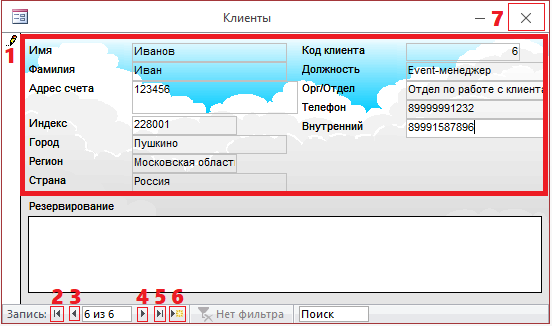 Клиенты
7
1
Имя Иванов Код клиента 6
Фамилия Иван Должность Event-менеджер
Адрес счета 123456 Орг/Отдел Отдел по работе с клиента
Телефон 89999991232
Индекс 228001 Внутренний 89991587896
Город Пушкино
Регион Московская област
Страна Россия
Резервирование
2 3 4 5 6
Запись: 6 из 6 Нет фильтра Поиск